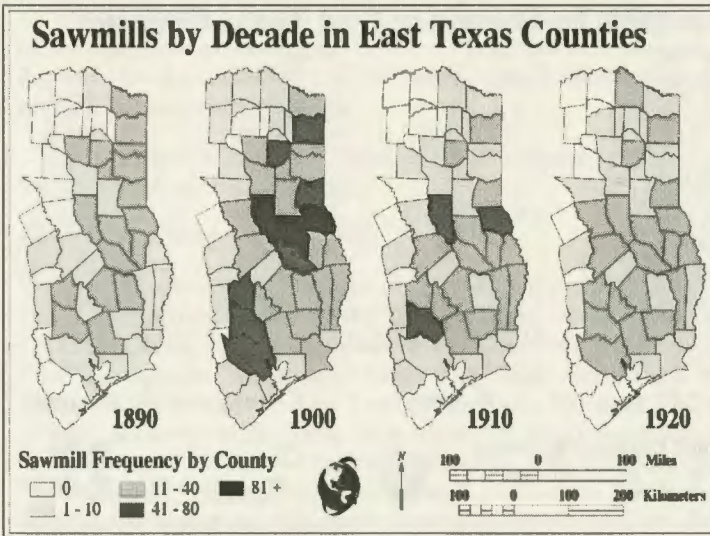 Sawmills by Decade in East Texas Counties
1890 1900 1910 1920
Sawmill Frequency by County
0 11 - 40 81 +
1 - 10 41 - 80
N
100 0 100 Miles
100 0 100 200 Kilometers